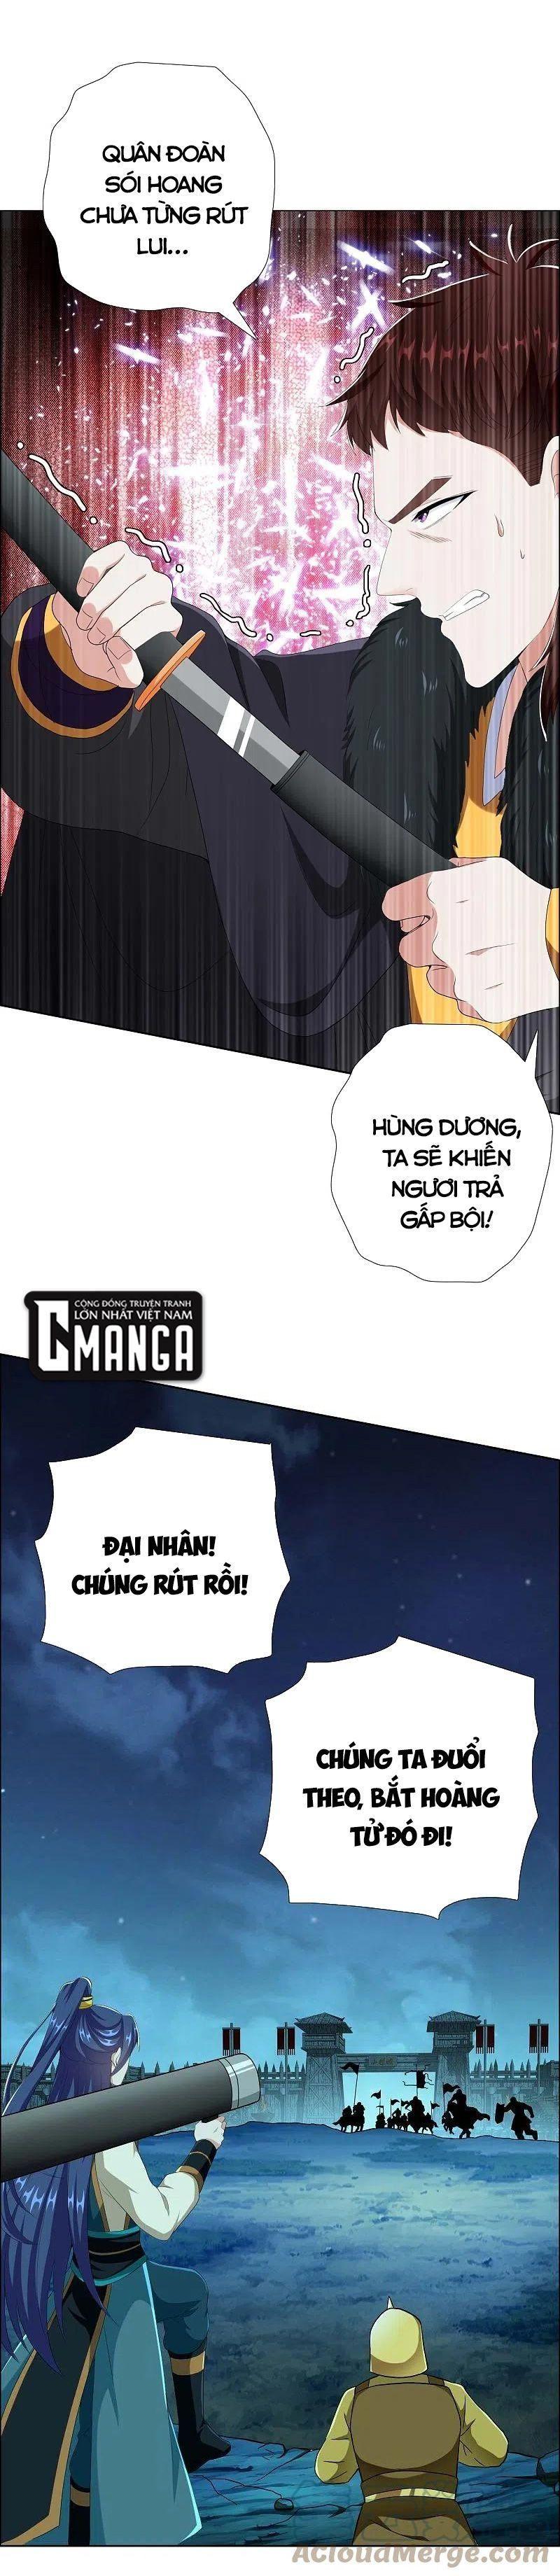 QUÂN ĐOÀN
SÓI HOANG
CHƯA TỪNG RÚT
LUI...
HÙNG DƯƠNG,
TA SẼ KHIẾN
NGƯƠI TRẢ
GẤP BỘI!
CỘNG ĐỒNG TRUYỆN TRANH
LỚN NHẤT VIỆT NAM
CMANGA
ĐẠI NHÂN!
CHÚNG RÚT RỒI!
CHÚNG TA ĐUỔI
THEO, BẮT HOÀNG
TỬ ĐÓ ĐI!
AcloudMerge.com